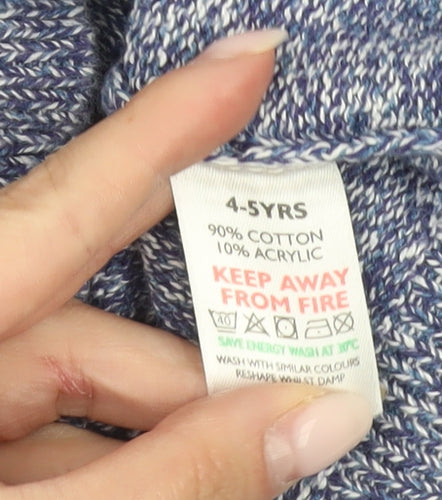 4-5YRS
90% COTTON
10% ACRYLIC
KEEP AWAY
FROM FIRE
40
SAVE ENERGY WASH AT 30°C
WASH WITH SIMILAR COLOURS
RESHAPE WHILST DAMP